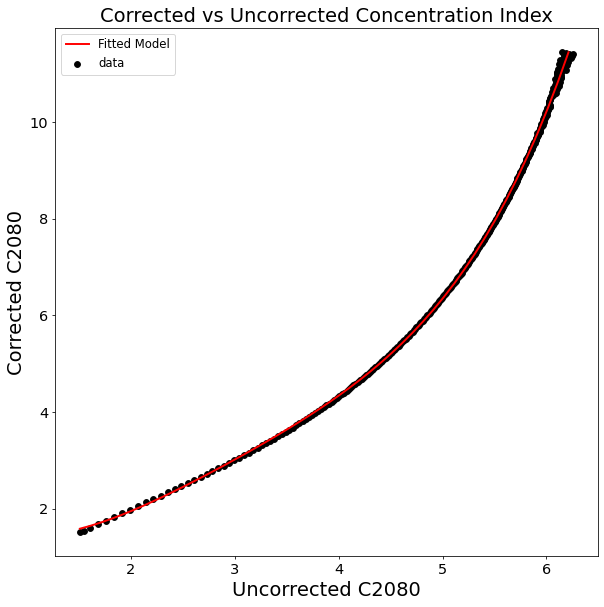 Corrected vs Uncorrected Concentration Index
Fitted Model
data
10
8
6
4
2
Corrected C2080
2 3 4 5 6
Uncorrected C2080